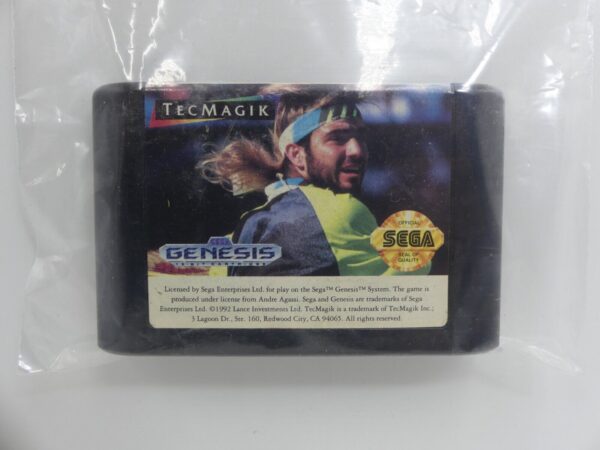 TECMAGIK
SEGA
GENESIS
OFFICIAL
SEGA
SEAL OF
QUALITY
Licensed by Sega Enterprises Ltd. for play on the Sega™ Genesis™ System. The game is
produced under license from Andre Agassi. Sega and Genesis are trademarks of Sega
Enterprises Ltd. ©1992 Lance Investments Ltd. TecMagik is a trademark of TecMagik Inc.;
3 Lagoon Dr., Ste. 160, Redwood City, CA 94065. All rights reserved.